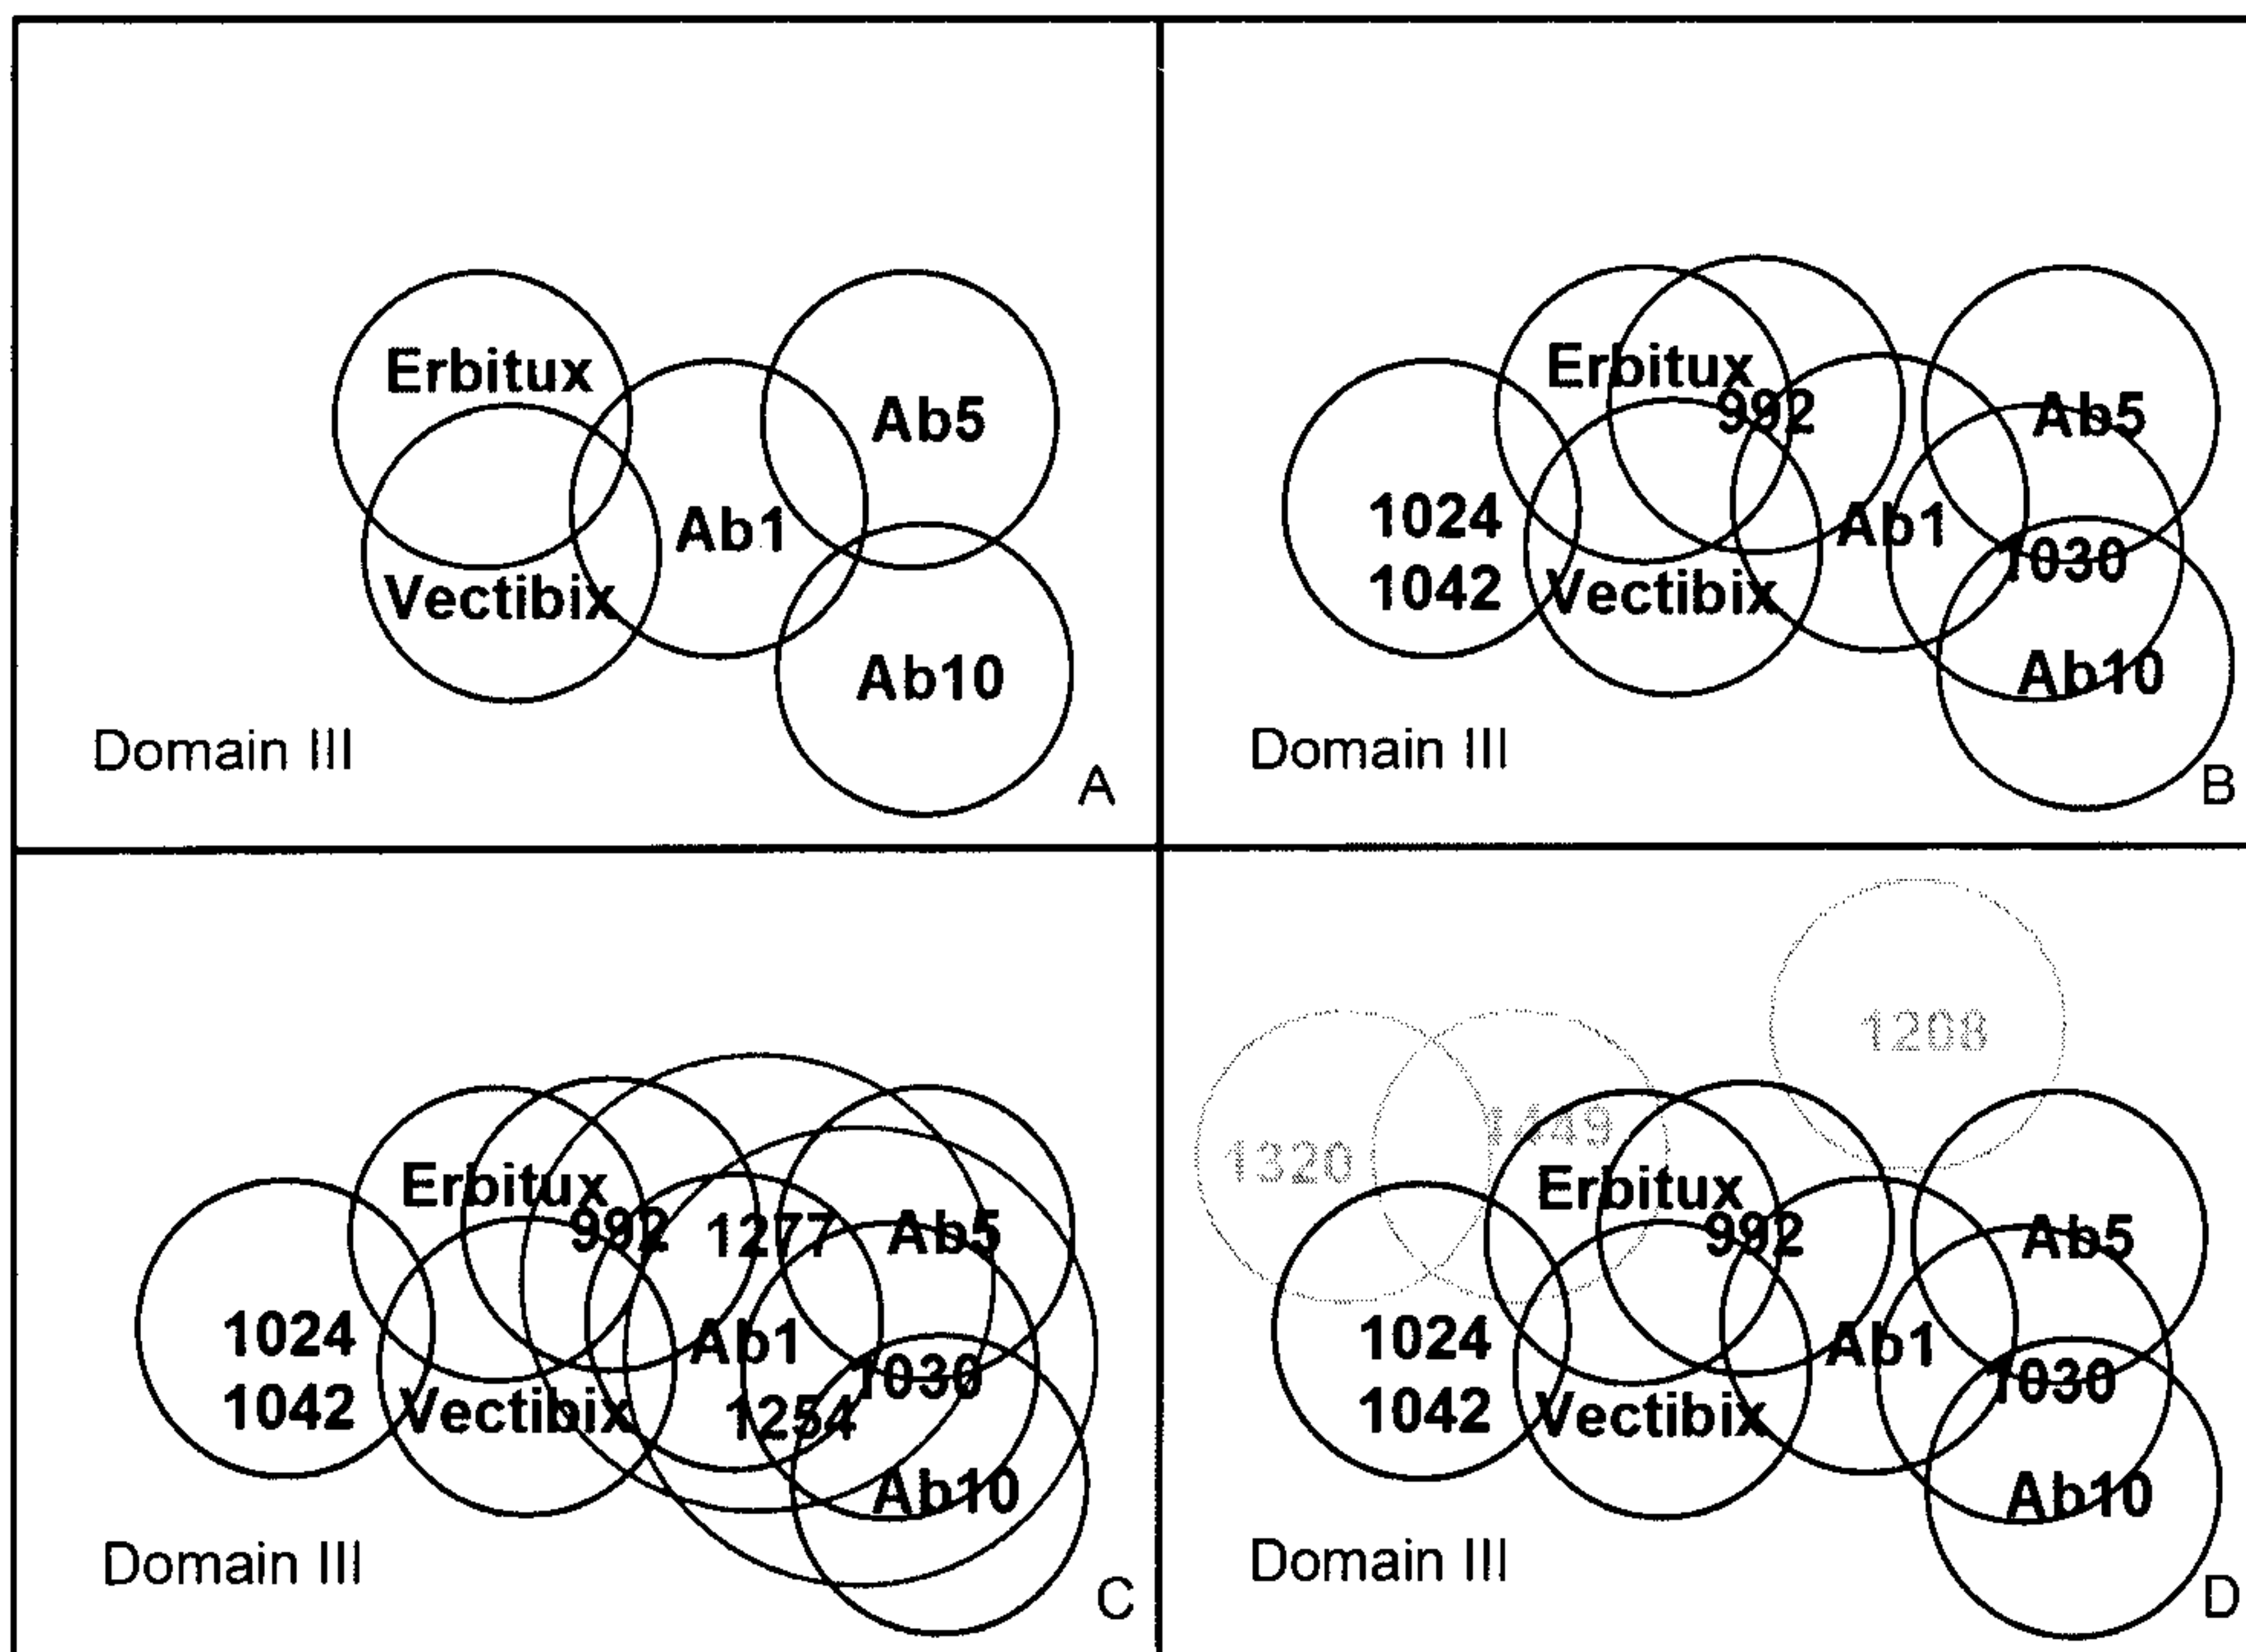 Erbitux
Ab5
Ab1
Vectibix
Ab10
Domain III
A
Erbitux
992
Ab5
1024
Ab1
1030
1042
Vectibix
Ab10
Domain III
B
Erbitux
992
1277
Ab5
1024
Ab1
1030
1042
Vectibix
1254
Ab10
Domain III
C
1208
1449
1320
Erbitux
992
Ab5
1024
Ab1
1030
1042
Vectibix
Ab10
Domain III
D